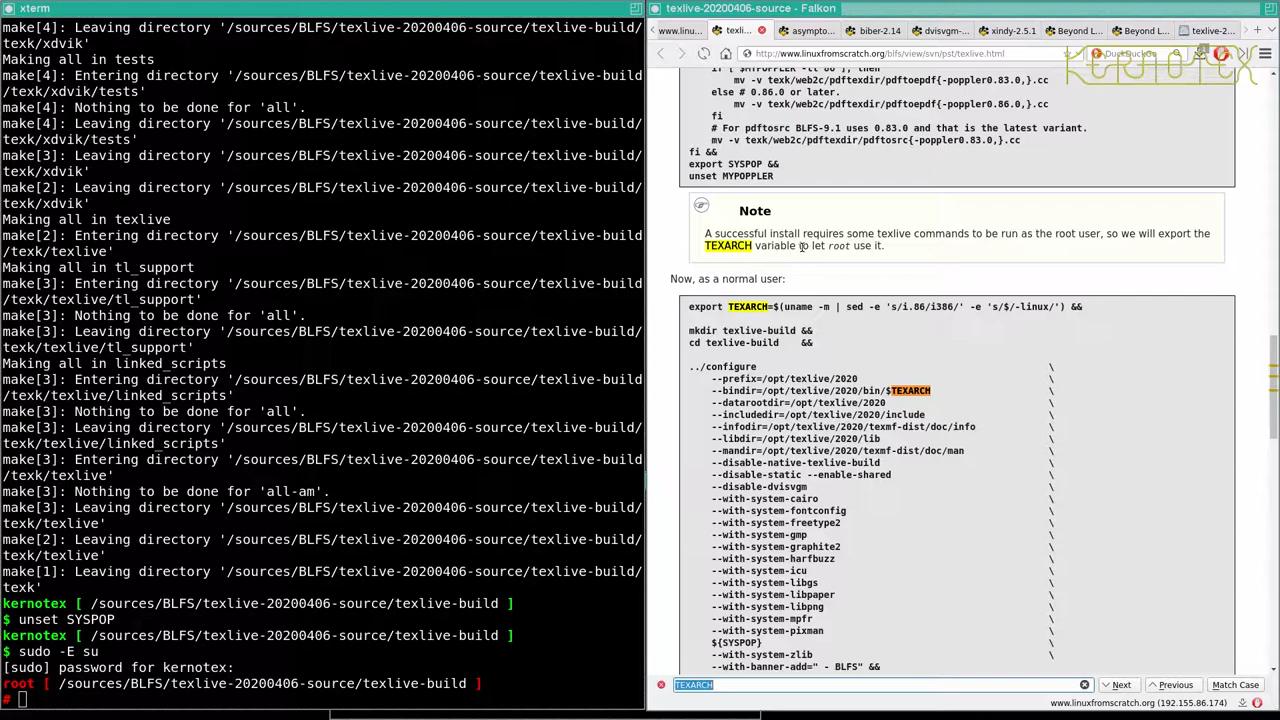 xterm
make[4]: Leaving directory '/sources/BLFS/texlive-20200406-source/texlive-build/
texk/xdvik'
Making all in tests
make[4]: Entering directory '/sources/BLFS/texlive-20200406-source/texlive-build
/texk/xdvik/tests'
make[4]: Nothing to be done for 'all'.
make[4]: Leaving directory '/sources/BLFS/texlive-20200406-source/texlive-build/
texk/xdvik/tests'
make[3]: Leaving directory '/sources/BLFS/texlive-20200406-source/texlive-build/
texk/xdvik'
make[2]: Leaving directory '/sources/BLFS/texlive-20200406-source/texlive-build/
texk/xdvik'
Making all in texlive
make[2]: Entering directory '/sources/BLFS/texlive-20200406-source/texlive-build
/texk/texlive'
Making all in tl_support
make[3]: Entering directory '/sources/BLFS/texlive-20200406-source/texlive-build
/texk/texlive/tl_support'
make[3]: Nothing to be done for 'all'.
make[3]: Leaving directory '/sources/BLFS/texlive-20200406-source/texlive-build/
texk/texlive/tl_support'
Making all in linked_scripts
make[3]: Entering directory '/sources/BLFS/texlive-20200406-source/texlive-build
/texk/texlive/linked_scripts'
make[3]: Nothing to be done for 'all'.
make[3]: Leaving directory '/sources/BLFS/texlive-20200406-source/texlive-build/
texk/texlive/linked_scripts'
make[3]: Entering directory '/sources/BLFS/texlive-20200406-source/texlive-build
/texk/texlive'
make[3]: Nothing to be done for 'all-am'.
make[3]: Leaving directory '/sources/BLFS/texlive-20200406-source/texlive-build/
texk/texlive'
make[2]: Leaving directory '/sources/BLFS/texlive-20200406-source/texlive-build/
texk/texlive'
make[1]: Leaving directory '/sources/BLFS/texlive-20200406-source/texlive-build/
texk'
kernotex [ /sources/BLFS/texlive-20200406-source/texlive-build ]
$ unset SYSPOP
kernotex [ /sources/BLFS/texlive-20200406-source/texlive-build ]
$ sudo -E su
[sudo] password for kernotex:
root [ /sources/BLFS/texlive-20200406-source/texlive-build ]
#
texlive-20200406-source - Falkon
www.linu... texli... asympto... biber-2.14 dvisvgm-... xindy-2.5.1 Beyond L... Beyond L... texlive-2...
http://www.linuxfromscratch.org/blfs/view/svn/pst/texlive.html
DuckDuckGo
KERNOTEX
if [ $MYPOPPLER -lt 86 ]; then
mv -v texk/web2c/pdftexdir/pdftoepdf{-poppler0.83.0,}.cc
else # 0.86.0 or later.
mv -v texk/web2c/pdftexdir/pdftoepdf{-poppler0.86.0,}.cc
fi
# For pdftosrc BLFS-9.1 uses 0.83.0 and that is the latest variant.
mv -v texk/web2c/pdftexdir/pdftosrc{-poppler0.83.0,}.cc
fi &&
export SYSPOP &&
unset MYPOPPLER
Note
A successful install requires some texlive commands to be run as the root user, so we will export the
TEXARCH variable to let root use it.
Now, as a normal user:
export TEXARCH=$(uname -m | sed -e 's/i.86/i386/' -e 's/$/-linux/') &&
mkdir texlive-build &&
cd texlive-build &&
../configure \
--prefix=/opt/texlive/2020 \
--bindir=/opt/texlive/2020/bin/$TEXARCH \
--datarootdir=/opt/texlive/2020 \
--includedir=/opt/texlive/2020/include \
--infodir=/opt/texlive/2020/texmf-dist/doc/info \
--libdir=/opt/texlive/2020/lib \
--mandir=/opt/texlive/2020/texmf-dist/doc/man \
--disable-native-texlive-build \
--disable-static --enable-shared \
--disable-dvisvgm \
--with-system-cairo \
--with-system-fontconfig \
--with-system-freetype2 \
--with-system-gmp \
--with-system-graphite2 \
--with-system-harfbuzz \
--with-system-icu \
--with-system-libgs \
--with-system-libpaper \
--with-system-libpng \
--with-system-mpfr \
--with-system-pixman \
${SYSPOP} \
--with-system-zlib \
--with-banner-add=" - BLFS" &&
TEXARCH
Next Previous Match Case
www.linuxfromscratch.org (192.155.86.174)